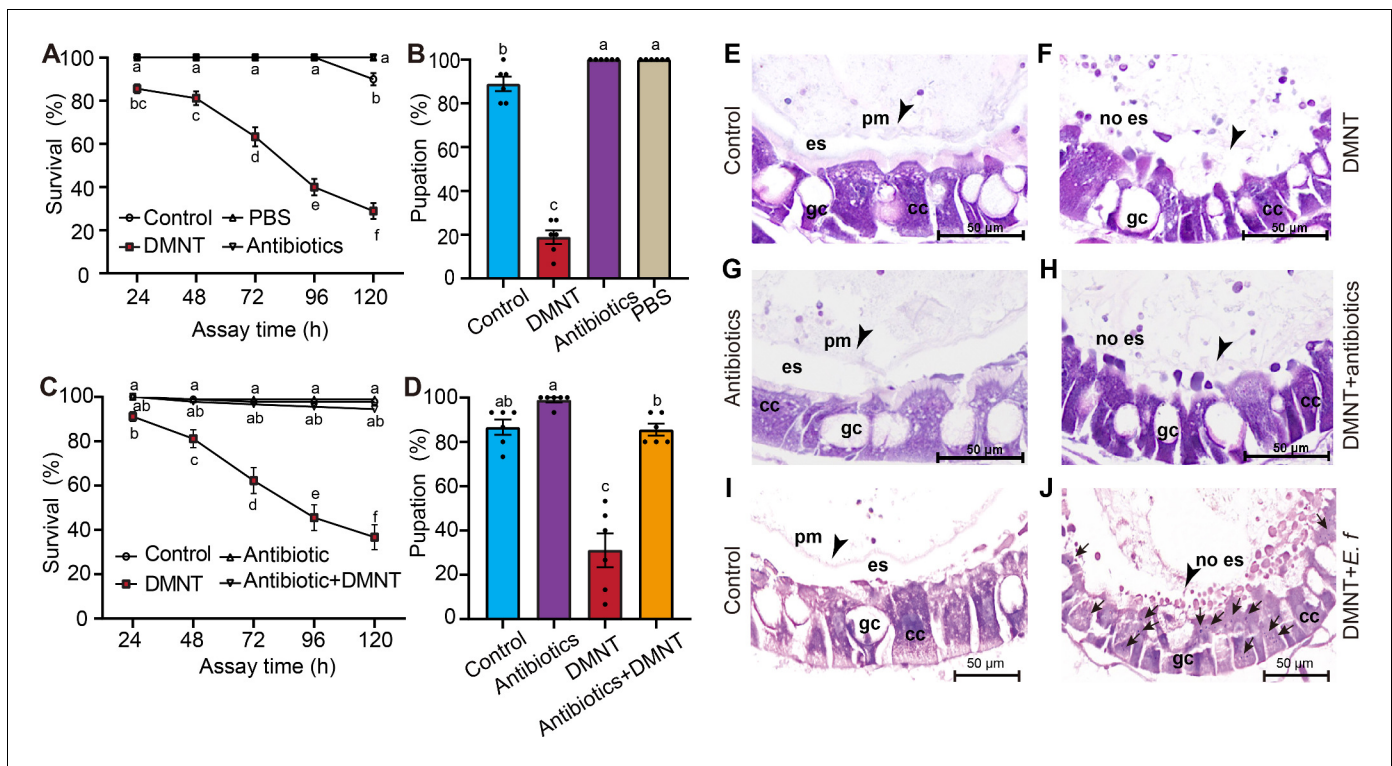 A
Survival (%)
100
80
60
40
20
0
a
a
a
a
a
bc
c
d
e
b
f
Control
PBS
DMNT
Antibiotics
24 48 72 96 120
Assay time (h)
B
Pupation (%)
100
80
60
40
20
0
b
c
a
a
Control
DMNT
Antibiotics
PBS
C
Survival (%)
100
80
60
40
20
0
a a a a a
ab ab ab ab ab
b
c
d
e
f
Control
Antibiotic
DMNT
Antibiotic+DMNT
24 48 72 96 120
Assay time (h)
D
Pupation (%)
100
80
60
40
20
0
ab
a
c
b
Control
Antibiotics
DMNT
Antibiotics+DMNT
E
Control
pm
es
gc
cc
50 µm
F
DMNT
no es
gc
cc
50 µm
G
Antibiotics
pm
es
cc
gc
50 µm
H
DMNT+antibiotics
no es
cc
gc
50 µm
I
Control
pm
es
gc
cc
50 µm
J
DMNT+E. f
no es
cc
gc
50 µm